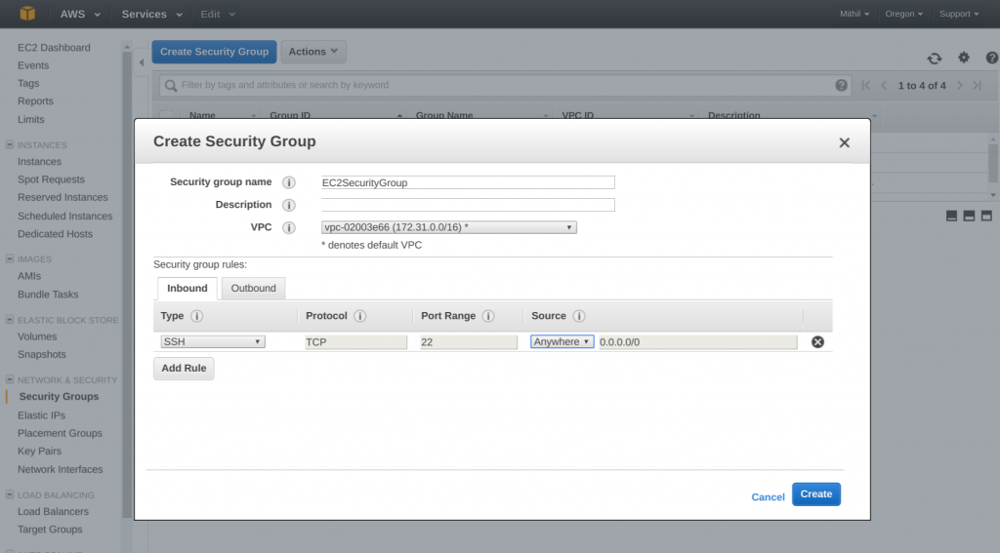 AWS Services Edit Mithil Oregon Support
EC2 Dashboard
Events
Tags
Reports
Limits
INSTANCES
Instances
Spot Requests
Reserved Instances
Scheduled Instances
Dedicated Hosts
IMAGES
AMIs
Bundle Tasks
ELASTIC BLOCK STORE
Volumes
Snapshots
NETWORK & SECURITY
Security Groups
Elastic IPs
Placement Groups
Key Pairs
Network Interfaces
LOAD BALANCING
Load Balancers
Target Groups
Create Security Group Actions
Filter by tags and attributes or search by keyword 1 to 4 of 4
Name Group ID Group Name VPC ID Description
Create Security Group
Security group name EC2SecurityGroup
Description
VPC vpc-02003e66 (172.31.0.0/16) *
* denotes default VPC
Security group rules:
Inbound Outbound
Type Protocol Port Range Source
SSH TCP 22 Anywhere 0.0.0.0/0
Add Rule
Cancel Create